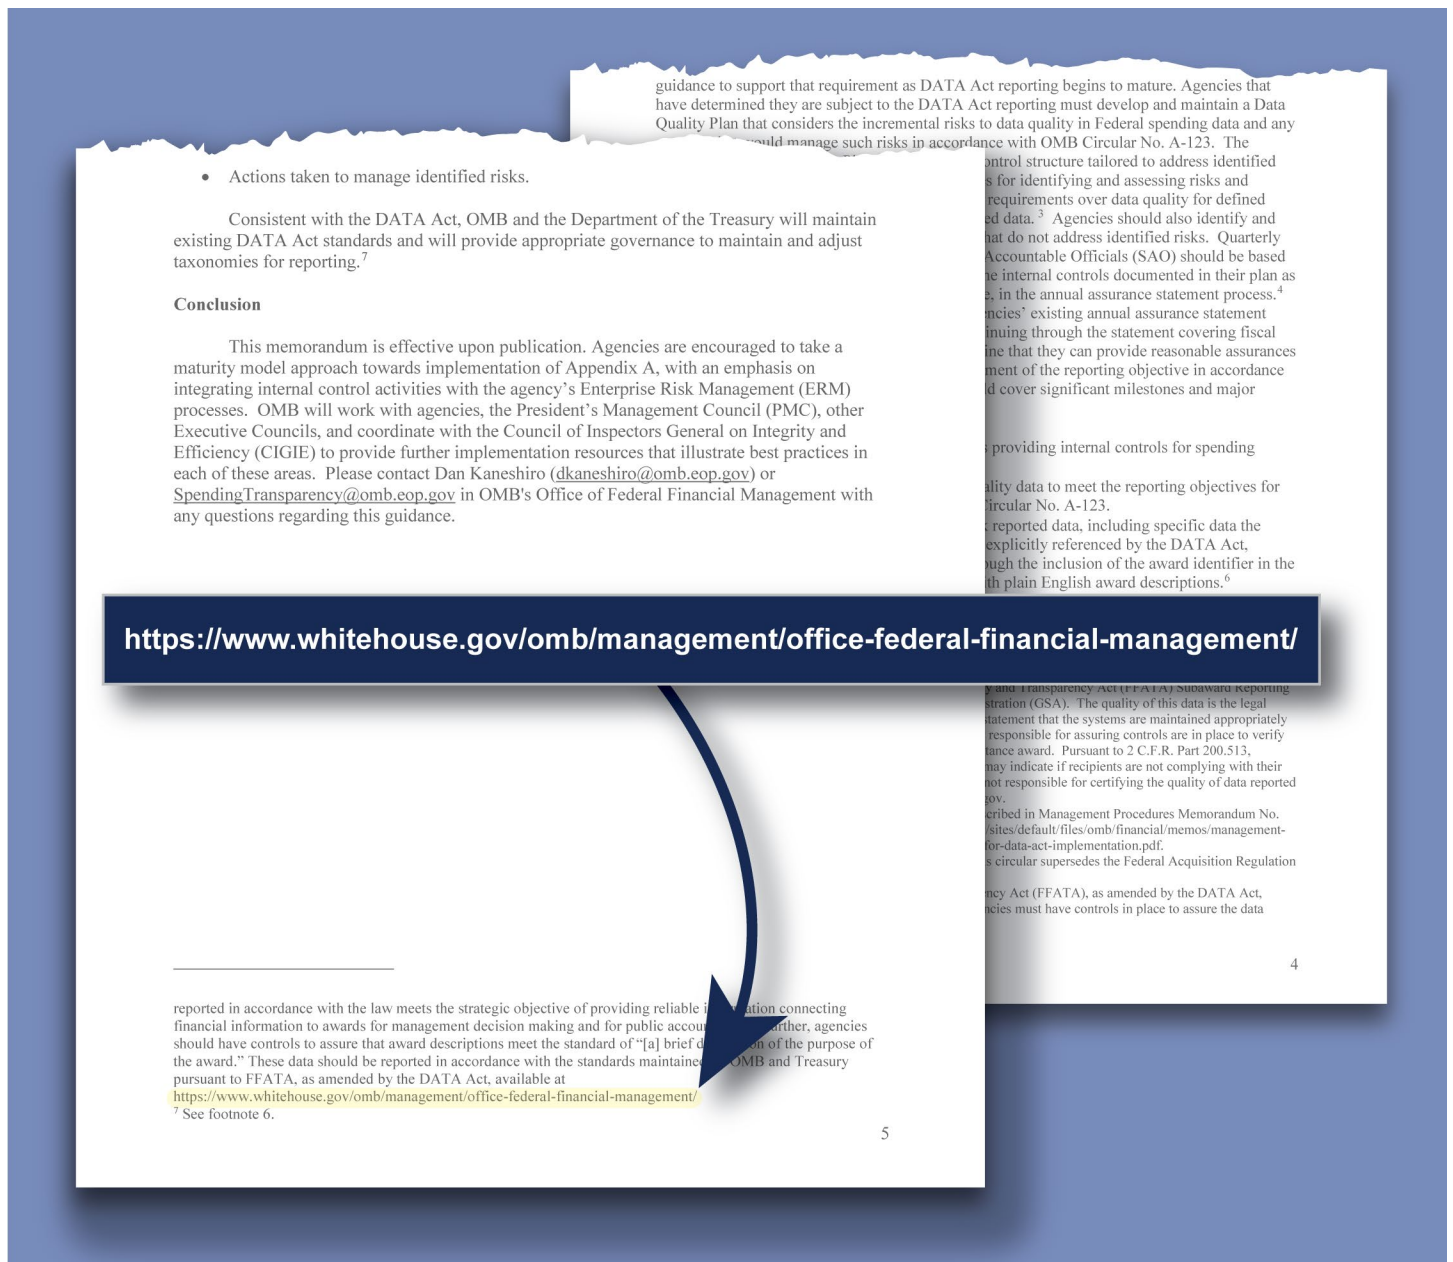 guidance to support that requirement as DATA Act reporting begins to mature. Agencies that
have determined they are subject to the DATA Act reporting must develop and maintain a Data
Quality Plan that considers the incremental risks to data quality in Federal spending data and any
manage such risks in accordance with OMB Circular No. A-123. The
control structure tailored to address identified
for identifying and assessing risks and
requirements over data quality for defined
data. 3 Agencies should also identify and
that do not address identified risks. Quarterly
Accountable Officials (SAO) should be based
internal controls documented in their plan as
in the annual assurance statement process.4
existing annual assurance statement
through the statement covering fiscal
that they can provide reasonable assurances
of the reporting objective in accordance
cover significant milestones and major
providing internal controls for spending
data to meet the reporting objectives for
Circular No. A-123.
reported data, including specific data the
explicitly referenced by the DATA Act,
the inclusion of the award identifier in the
plain English award descriptions.6
and Transparency Act (FFATA) Subaward Reporting
(GSA). The quality of this data is the legal
statement that the systems are maintained appropriately
responsible for assuring controls are in place to verify
award. Pursuant to 2 C.F.R. Part 200.513,
may indicate if recipients are not complying with their
not responsible for certifying the quality of data reported
gov.
in Management Procedures Memorandum No.
/sites/default/files/omb/financial/memos/management-
for-data-act-implementation.pdf.
circular supersedes the Federal Acquisition Regulation
Act (FFATA), as amended by the DATA Act,
must have controls in place to assure the data
4
• Actions taken to manage identified risks.
Consistent with the DATA Act, OMB and the Department of the Treasury will maintain
existing DATA Act standards and will provide appropriate governance to maintain and adjust
taxonomies for reporting.7
Conclusion
This memorandum is effective upon publication. Agencies are encouraged to take a
maturity model approach towards implementation of Appendix A, with an emphasis on
integrating internal control activities with the agency's Enterprise Risk Management (ERM)
processes. OMB will work with agencies, the President's Management Council (PMC), other
Executive Councils, and coordinate with the Council of Inspectors General on Integrity and
Efficiency (CIGIE) to provide further implementation resources that illustrate best practices in
each of these areas. Please contact Dan Kaneshiro (dkaneshiro@omb.eop.gov) or
SpendingTransparency@omb.eop.gov in OMB's Office of Federal Financial Management with
any questions regarding this guidance.
https://www.whitehouse.gov/omb/management/office-federal-financial-management/
reported in accordance with the law meets the strategic objective of providing reliable connecting
financial information to awards for management decision making and for public agencies
should have controls to assure that award descriptions meet the standard of "[a] brief of the purpose of
the award." These data should be reported in accordance with the standards maintained OMB and Treasury
pursuant to FFATA, as amended by the DATA Act, available at
https://www.whitehouse.gov/omb/management/office-federal-financial-management/
7 See footnote 6.
5